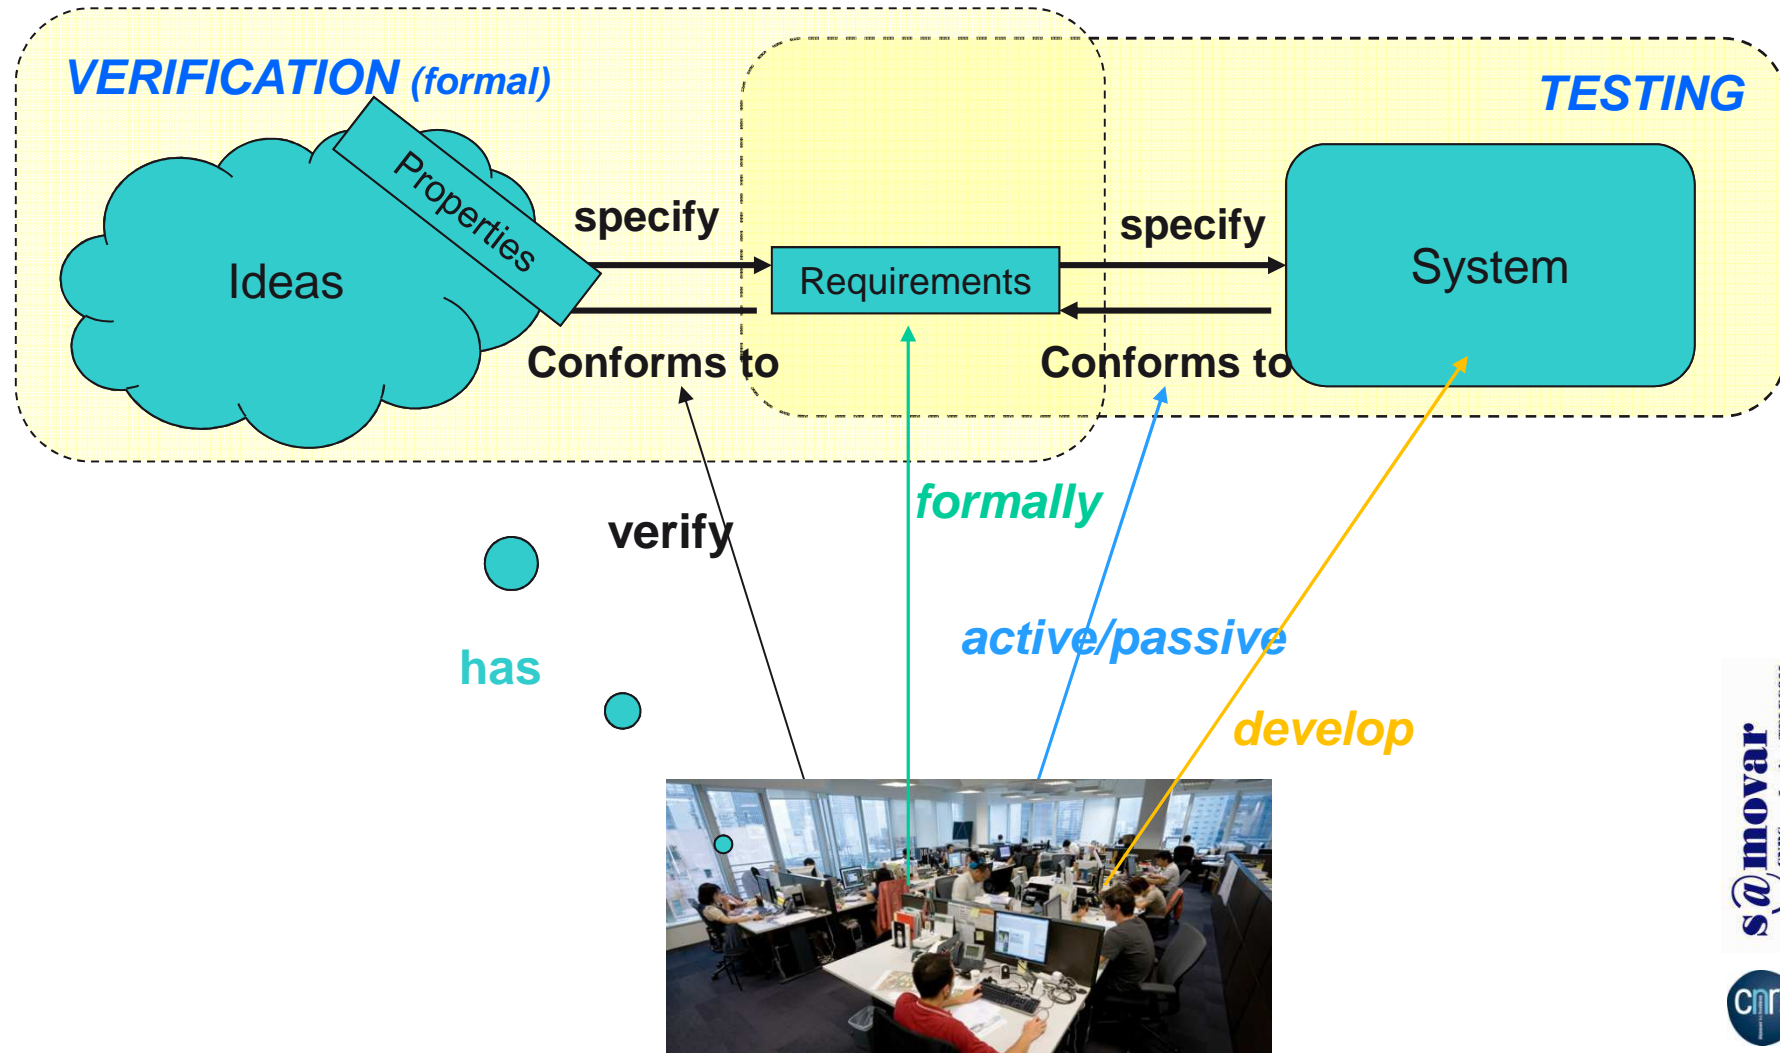 VERIFICATION (formal)
TESTING
Properties
specify
specify
Ideas
Requirements
System
Conforms to
Conforms to
formally
verify
active/passive
has
develop
s@movar